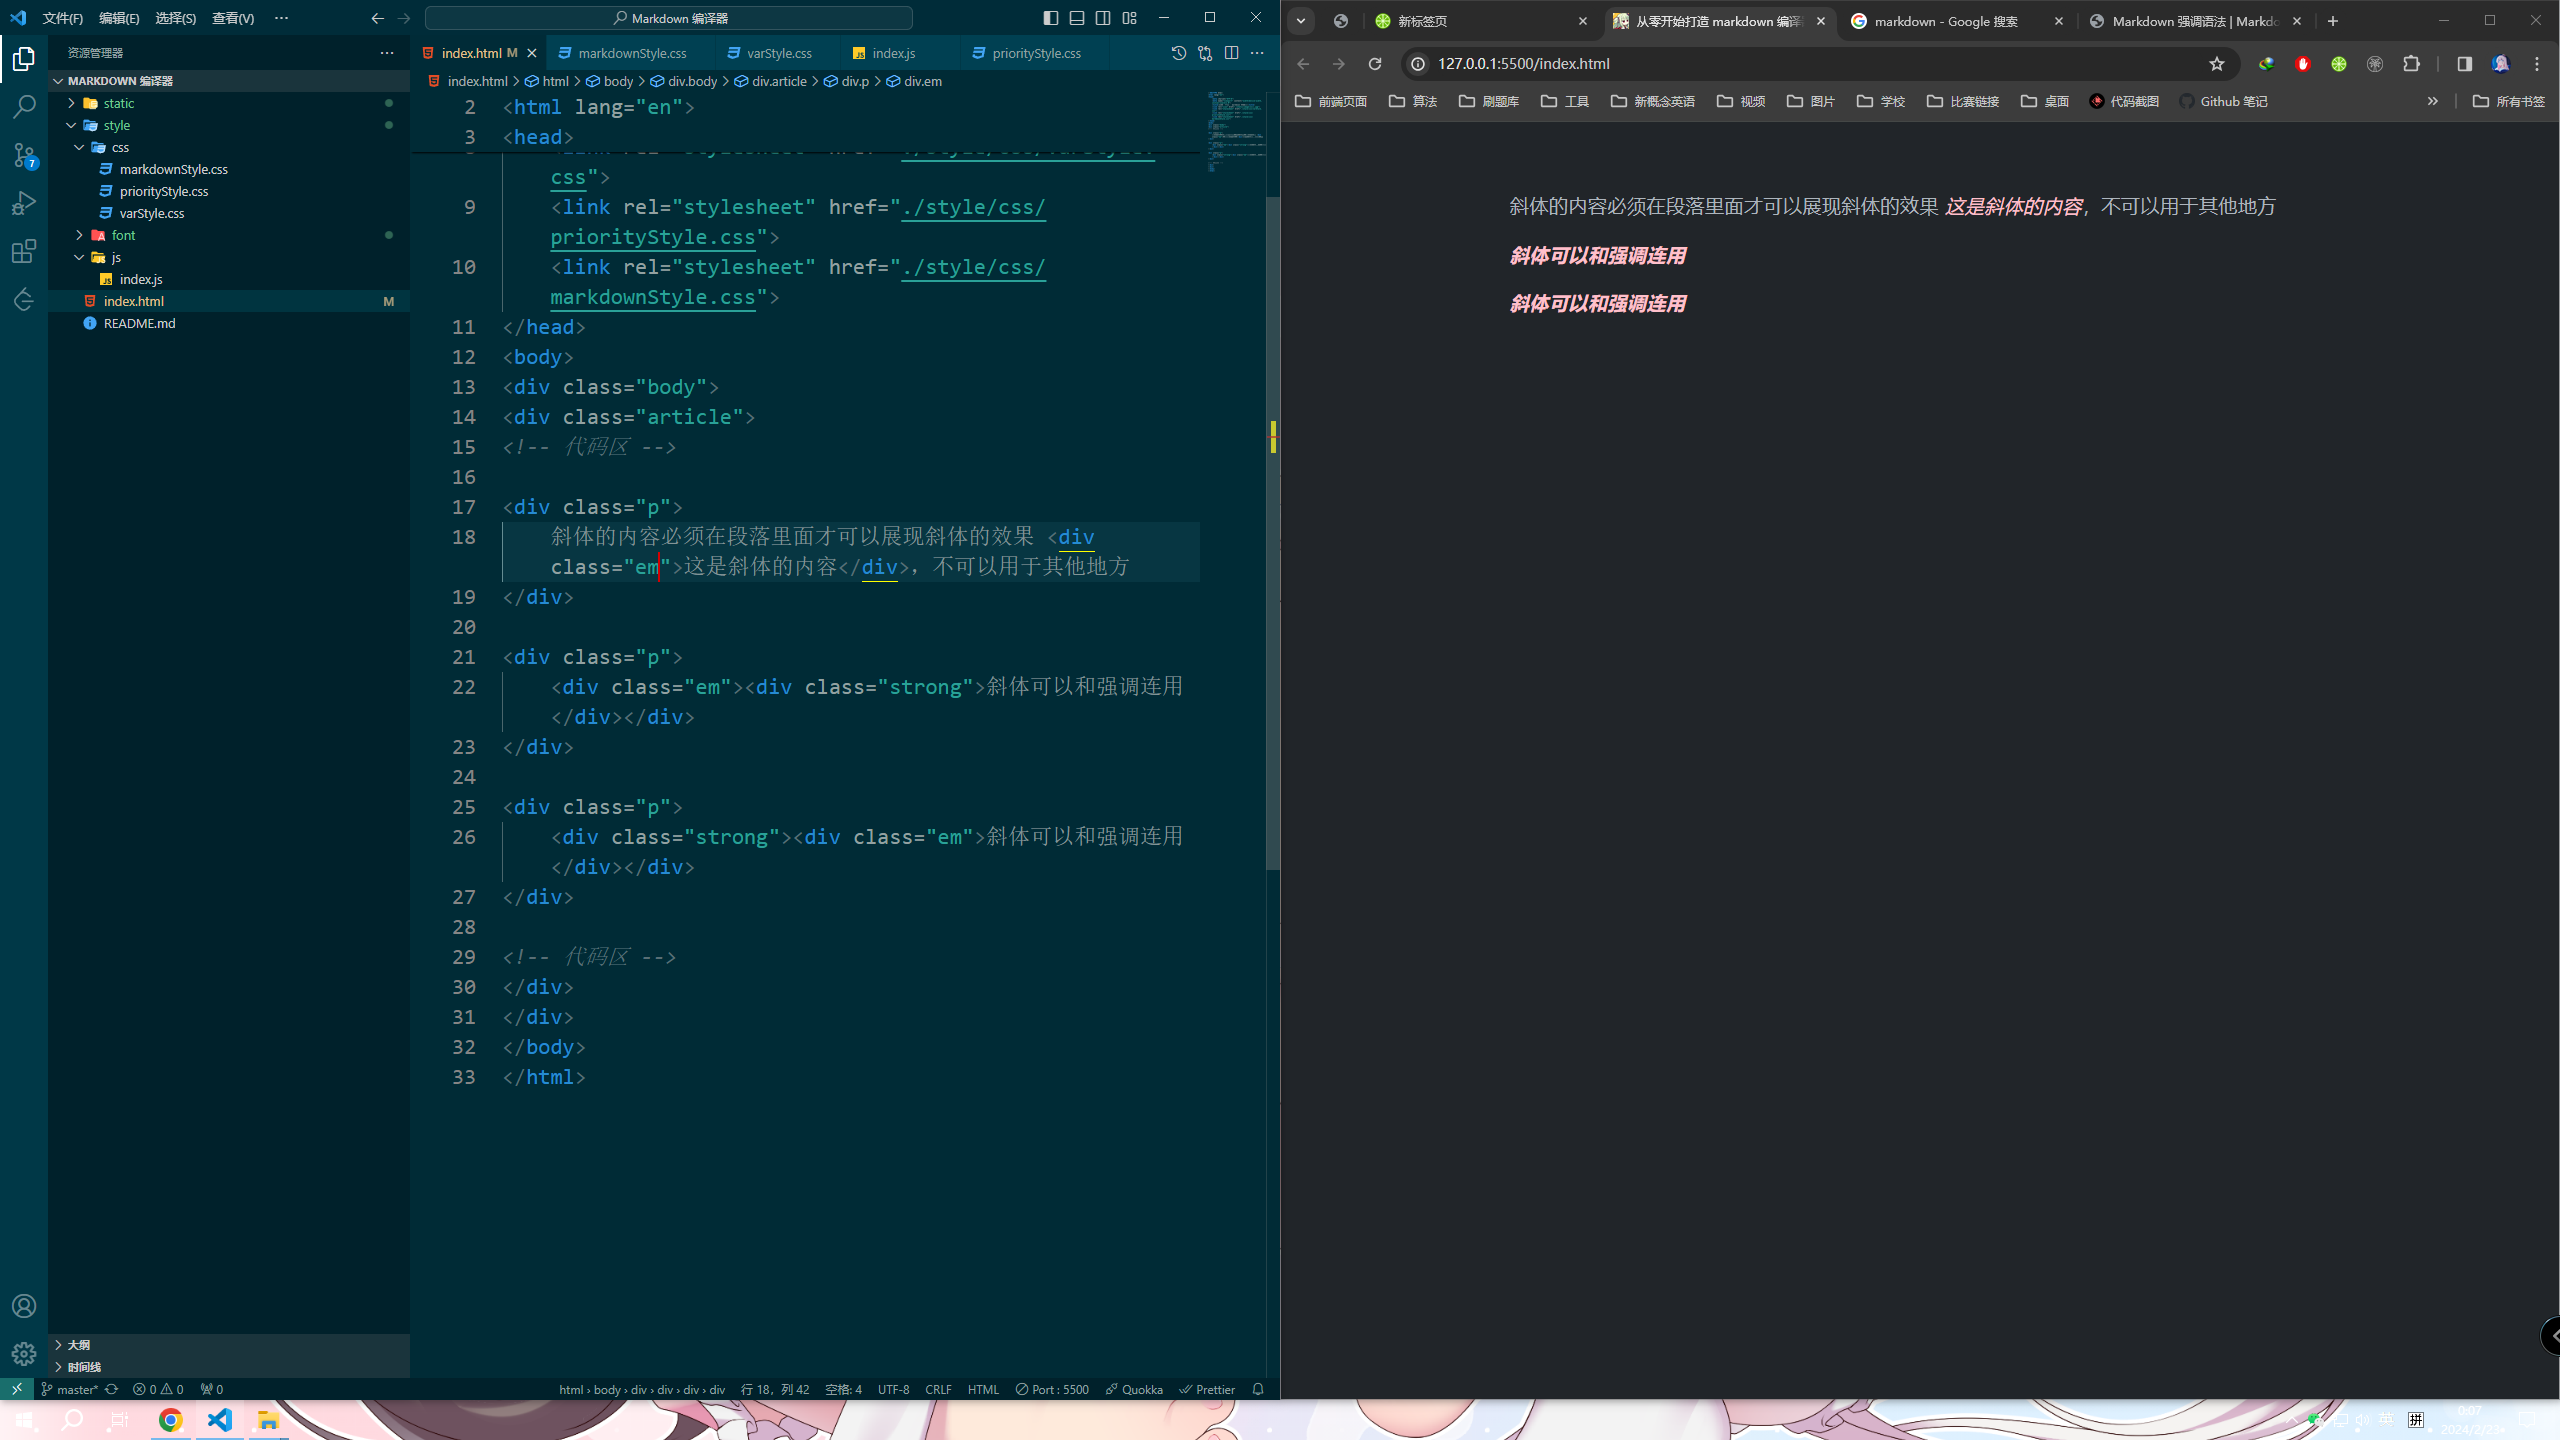 文件(F) 编辑(E) 选择(S) 查看(V) ··· Markdown 编译器
资源管理器
MARKDOWN 编译器
static
style
css
markdownStyle.css
priorityStyle.css
varStyle.css
font
js
index.js
index.html M
README.md
大纲
时间线
7
index.html M markdownStyle.css varStyle.css index.js priorityStyle.css
index.html > html > body > div.body > div.article > div.p > div.em
2 <html lang="en">
3 <head>
css">
9 <link rel="stylesheet" href="./style/css/
priorityStyle.css">
10 <link rel="stylesheet" href="./style/css/
markdownStyle.css">
11 </head>
12 <body>
13 <div class="body">
14 <div class="article">
15 <!-- 代码区 -->
16
17 <div class="p">
18 斜体的内容必须在段落里面才可以展现斜体的效果 <div
class="em">这是斜体的内容</div>，不可以用于其他地方
19 </div>
20
21 <div class="p">
22 <div class="em"><div class="strong">斜体可以和强调连用
</div></div>
23 </div>
24
25 <div class="p">
26 <div class="strong"><div class="em">斜体可以和强调连用
</div></div>
27 </div>
28
29 <!-- 代码区 -->
30 </div>
31 </div>
32 </body>
33 </html>
master* 0 0 0 html › body › div › div › div › div 行 18，列 42 空格: 4 UTF-8 CRLF HTML Port : 5500 Quokka Prettier
新标签页 从零开始打造 markdown 编译 markdown - Google 搜索 Markdown 强调语法 | Markdo
127.0.0.1:5500/index.html
前端页面 算法 刷题库 工具 新概念英语 视频 图片 学校 比赛链接 桌面 代码截图 Github 笔记 » 所有书签
斜体的内容必须在段落里面才可以展现斜体的效果 这是斜体的内容，不可以用于其他地方
斜体可以和强调连用
斜体可以和强调连用
英 拼 0:07
2024/2/23